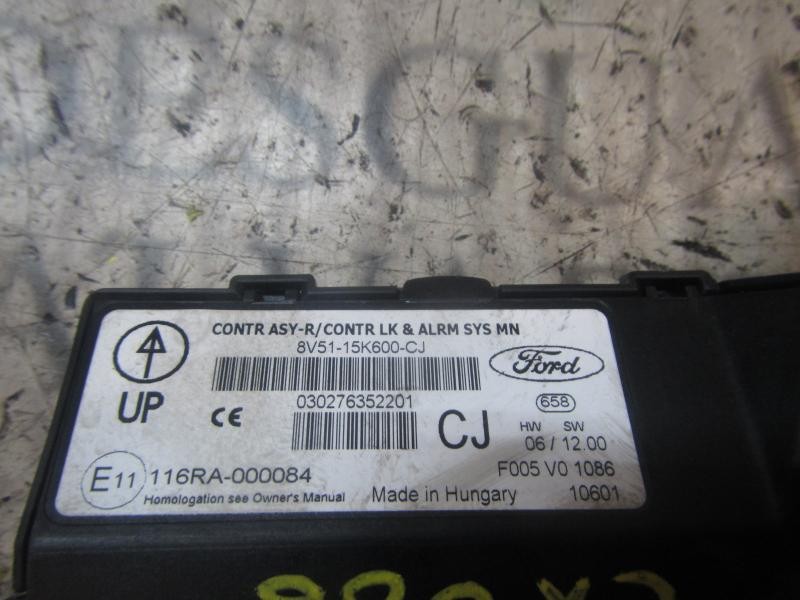 CONTR ASY-R/CONTR LK & ALRM SYS MN
8V51-15K600-CJ
Ford
UP
CE
030276352201
CJ
658
HW SW
06 / 12.00
E11 116RA-000084
F005 V0 1086
Homologation see Owner's Manual
Made in Hungary
10601